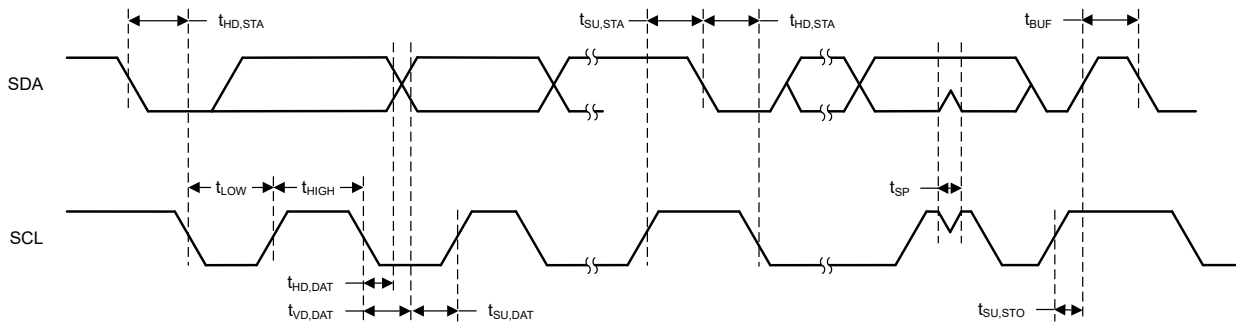 tHD,STA
tSU,STA
tHD,STA
tBUF
SDA
tLOW
tHIGH
tSP
SCL
tHD,DAT
tVD,DAT
tSU,DAT
tSU,STO